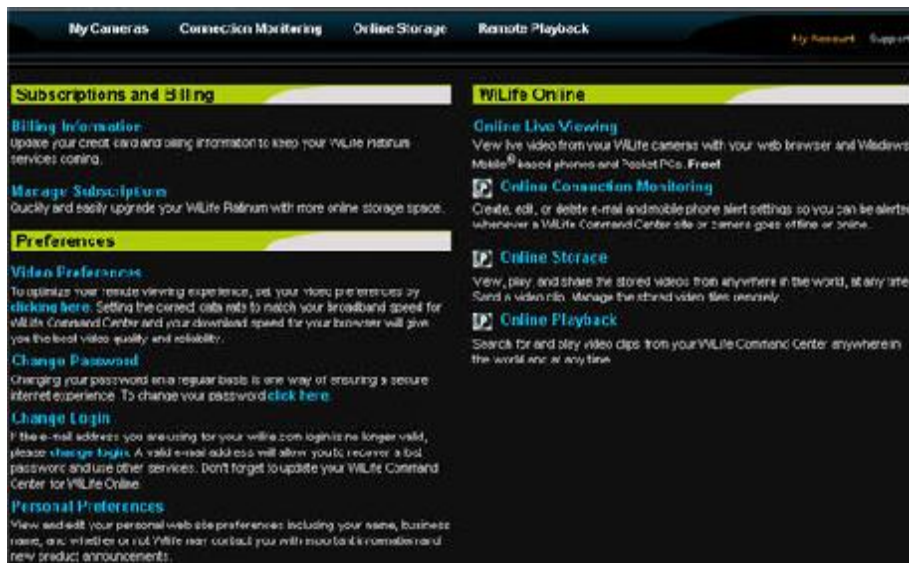 My Cameras Connection Monitoring Online Storage Remote Playback
My Account Support
Subscriptions and Billing
Billing Information
Update your credit card and billing information to keep your WiLife Platinum
services coming.
Manage Subscriptions
Quickly and easily upgrade your WiLife Platinum with more online storage space.
Preferences
Video Preferences
To optimize your remote viewing experience, set your video preferences by
clicking here. Setting the correct data rate to match your broadband speed for
WiLife Command Center and your download speed for your browser will give
you the best video quality and reliability.
Change Password
Changing your password on a regular basis is one way of ensuring a secure
internet experience. To change your password click here.
Change Login
If the e-mail address you are using for your wilife.com login is no longer valid,
please change login. A valid e-mail address will allow you to recover a lost
password and use other services. Don't forget to update your WiLife Command
Center for WiLife Online.
Personal Preferences
View and edit your personal web site preferences including your name, business
name, and whether or not WiLife may contact you with important information and
new product announcements.
WiLife Online
Online Live Viewing
View live video from your WiLife cameras with your web browser and Windows
Mobile® based phones and Pocket PCs. Free!
P Online Connection Monitoring
Create, edit, or delete e-mail and mobile phone alert settings so you can be alerted
whenever a WiLife Command Center site or camera goes offline or online.
P Online Storage
View, play, and share the stored videos from anywhere in the world, at any time.
Send a video clip. Manage the stored video files remotely.
P Online Playback
Search for and play video clips from your WiLife Command Center anywhere in
the world and at any time.